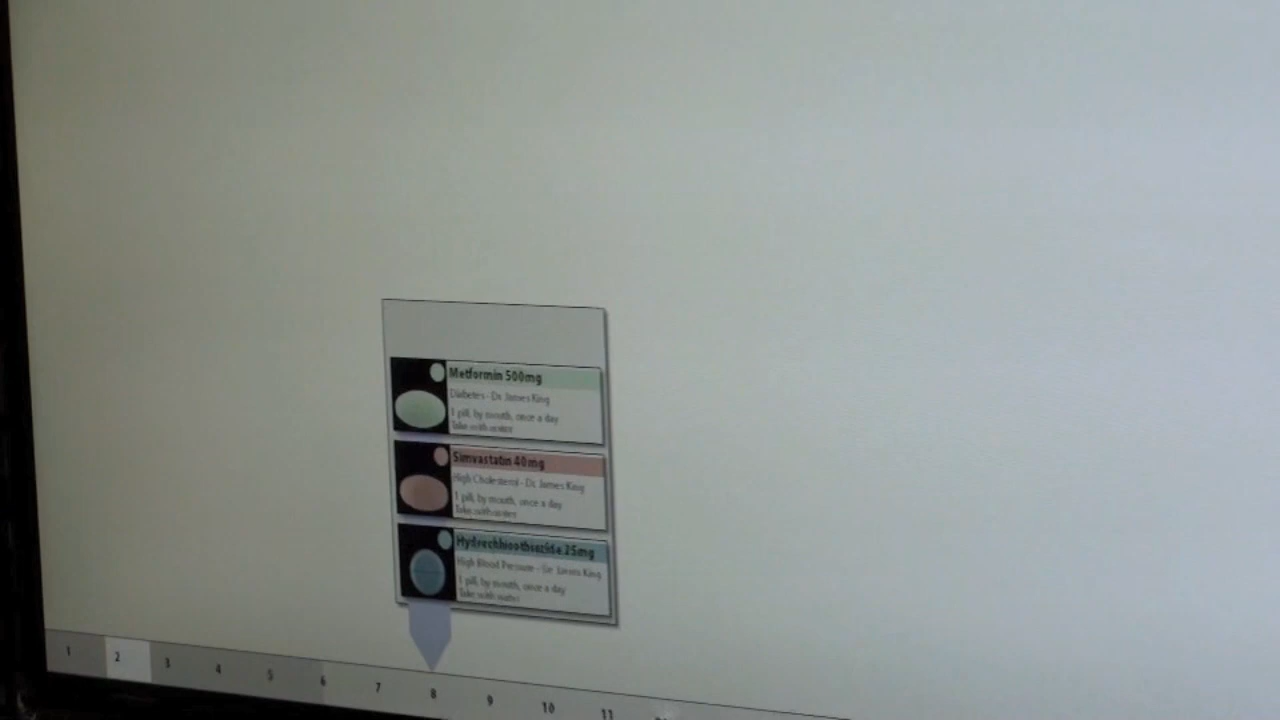 Metformin 500mg
Diabetes - Dr. James King
1 pill, by mouth, once a day
Take with water
Simvastatin 40mg
High Cholesterol - Dr. James King
1 pill, by mouth, once a day
Take with water
Hydrochlorothiazide 25mg
High Blood Pressure - Dr. James King
1 pill, by mouth, once a day
Take with water
1 2 3 4 5 6 7 8 9 10 11